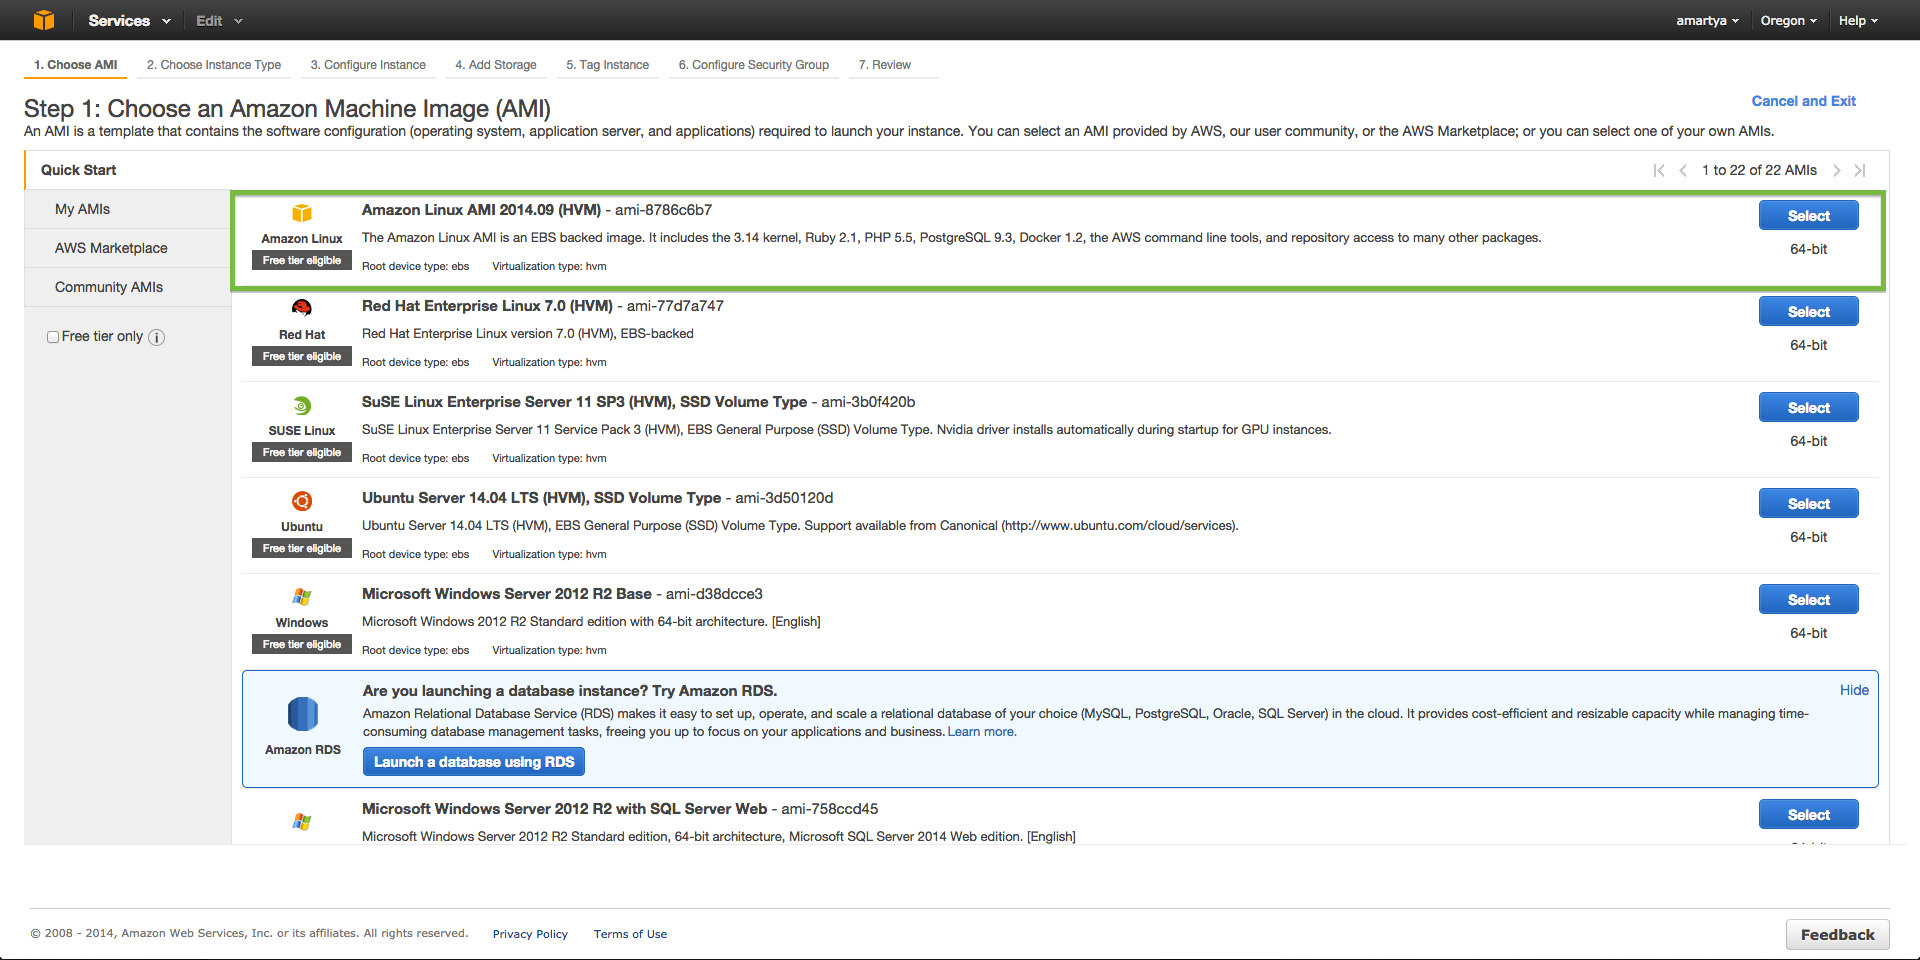 Services Edit amartya Oregon Help
1. Choose AMI 2. Choose Instance Type 3. Configure Instance 4. Add Storage 5. Tag Instance 6. Configure Security Group 7. Review
Step 1: Choose an Amazon Machine Image (AMI)
Cancel and Exit
An AMI is a template that contains the software configuration (operating system, application server, and applications) required to launch your instance. You can select an AMI provided by AWS, our user community, or the AWS Marketplace; or you can select one of your own AMIs.
Quick Start
1 to 22 of 22 AMIs
My AMIs
AWS Marketplace
Community AMIs
Free tier only
Amazon Linux
Free tier eligible
Amazon Linux AMI 2014.09 (HVM) - ami-8786c6b7
The Amazon Linux AMI is an EBS backed image. It includes the 3.14 kernel, Ruby 2.1, PHP 5.5, PostgreSQL 9.3, Docker 1.2, the AWS command line tools, and repository access to many other packages.
Root device type: ebs Virtualization type: hvm
Select
64-bit
Red Hat
Free tier eligible
Red Hat Enterprise Linux 7.0 (HVM) - ami-77d7a747
Red Hat Enterprise Linux version 7.0 (HVM), EBS-backed
Root device type: ebs Virtualization type: hvm
Select
64-bit
SUSE Linux
Free tier eligible
SuSE Linux Enterprise Server 11 SP3 (HVM), SSD Volume Type - ami-3b0f420b
SuSE Linux Enterprise Server 11 Service Pack 3 (HVM), EBS General Purpose (SSD) Volume Type. Nvidia driver installs automatically during startup for GPU instances.
Root device type: ebs Virtualization type: hvm
Select
64-bit
Ubuntu
Free tier eligible
Ubuntu Server 14.04 LTS (HVM), SSD Volume Type - ami-3d50120d
Ubuntu Server 14.04 LTS (HVM), EBS General Purpose (SSD) Volume Type. Support available from Canonical (http://www.ubuntu.com/cloud/services).
Root device type: ebs Virtualization type: hvm
Select
64-bit
Windows
Free tier eligible
Microsoft Windows Server 2012 R2 Base - ami-d38dcce3
Microsoft Windows 2012 R2 Standard edition with 64-bit architecture. [English]
Root device type: ebs Virtualization type: hvm
Select
64-bit
Amazon RDS
Are you launching a database instance? Try Amazon RDS.
Hide
Amazon Relational Database Service (RDS) makes it easy to set up, operate, and scale a relational database of your choice (MySQL, PostgreSQL, Oracle, SQL Server) in the cloud. It provides cost-efficient and resizable capacity while managing time-
consuming database management tasks, freeing you up to focus on your applications and business. Learn more.
Launch a database using RDS
Microsoft Windows Server 2012 R2 with SQL Server Web - ami-758ccd45
Microsoft Windows Server 2012 R2 Standard edition, 64-bit architecture, Microsoft SQL Server 2014 Web edition. [English]
Select
© 2008 - 2014, Amazon Web Services, Inc. or its affiliates. All rights reserved. Privacy Policy Terms of Use
Feedback